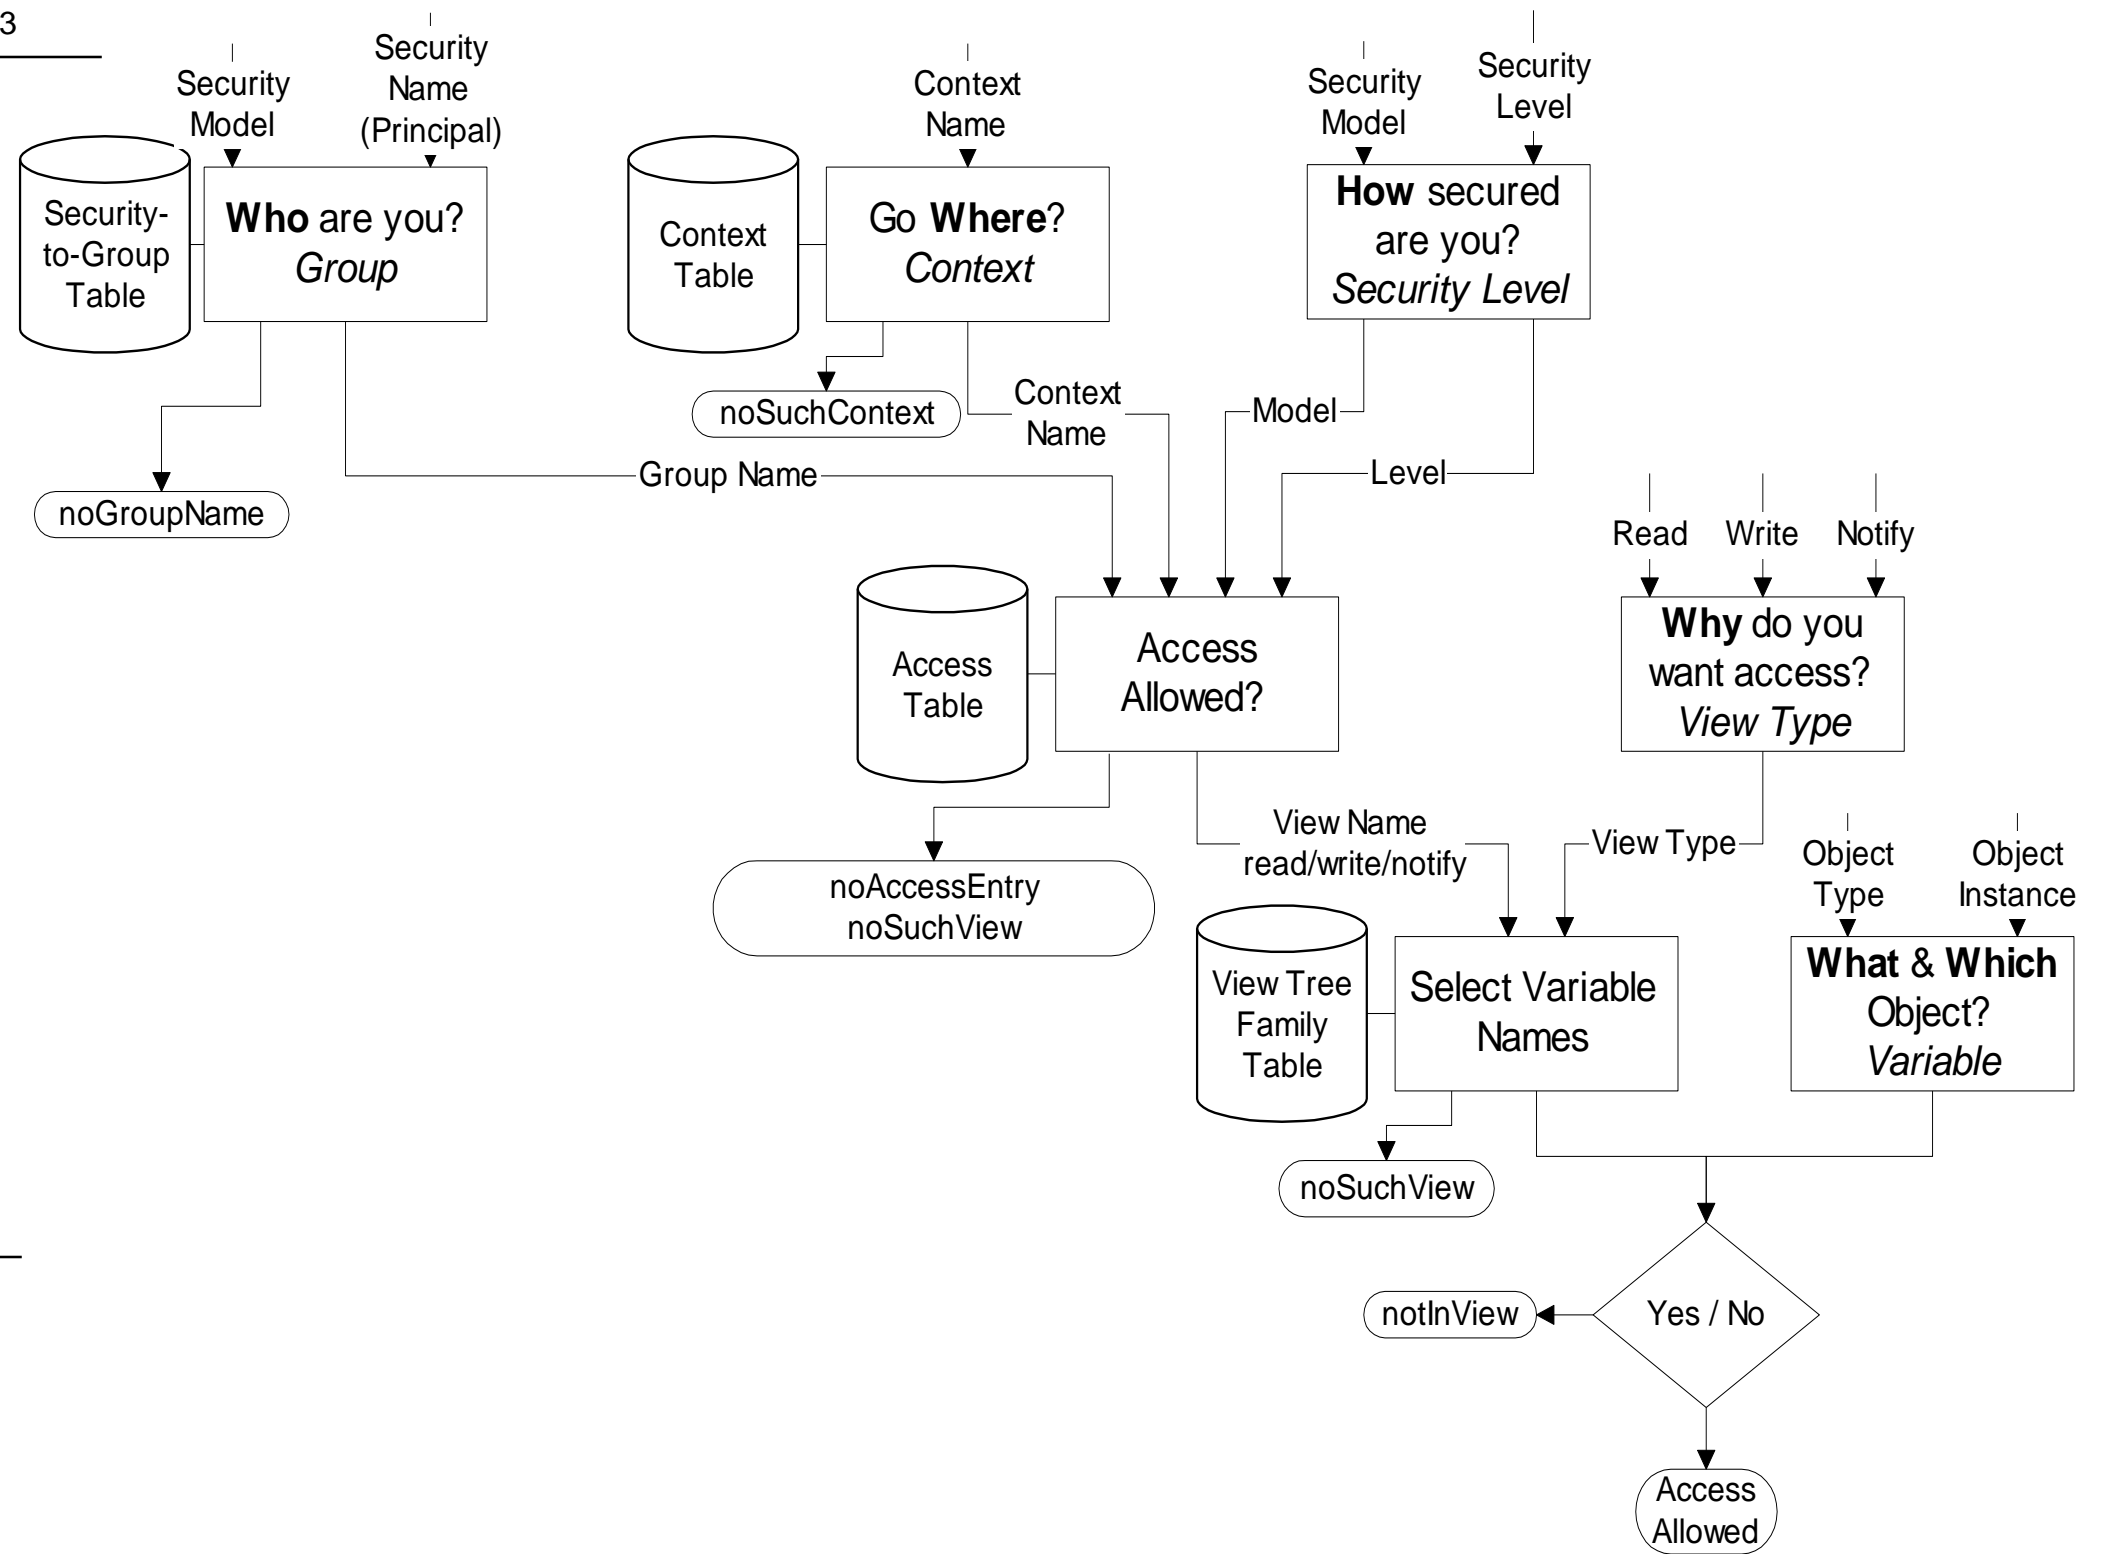 3
Security
Model
Security
Name
(Principal)
Context
Name
Security
Model
Security
Level
Security-
to-Group
Table
Who are you?
Group
Context
Table
Go Where?
Context
How secured
are you?
Security Level
noSuchContext
Context
Name
Model
Group Name
Level
noGroupName
Read
Write
Notify
Access
Table
Access
Allowed?
Why do you
want access?
View Type
View Name
read/write/notify
View Type
Object
Type
Object
Instance
noAccessEntry
noSuchView
View Tree
Family
Table
Select Variable
Names
What & Which
Object?
Variable
noSuchView
notInView
Yes / No
Access
Allowed